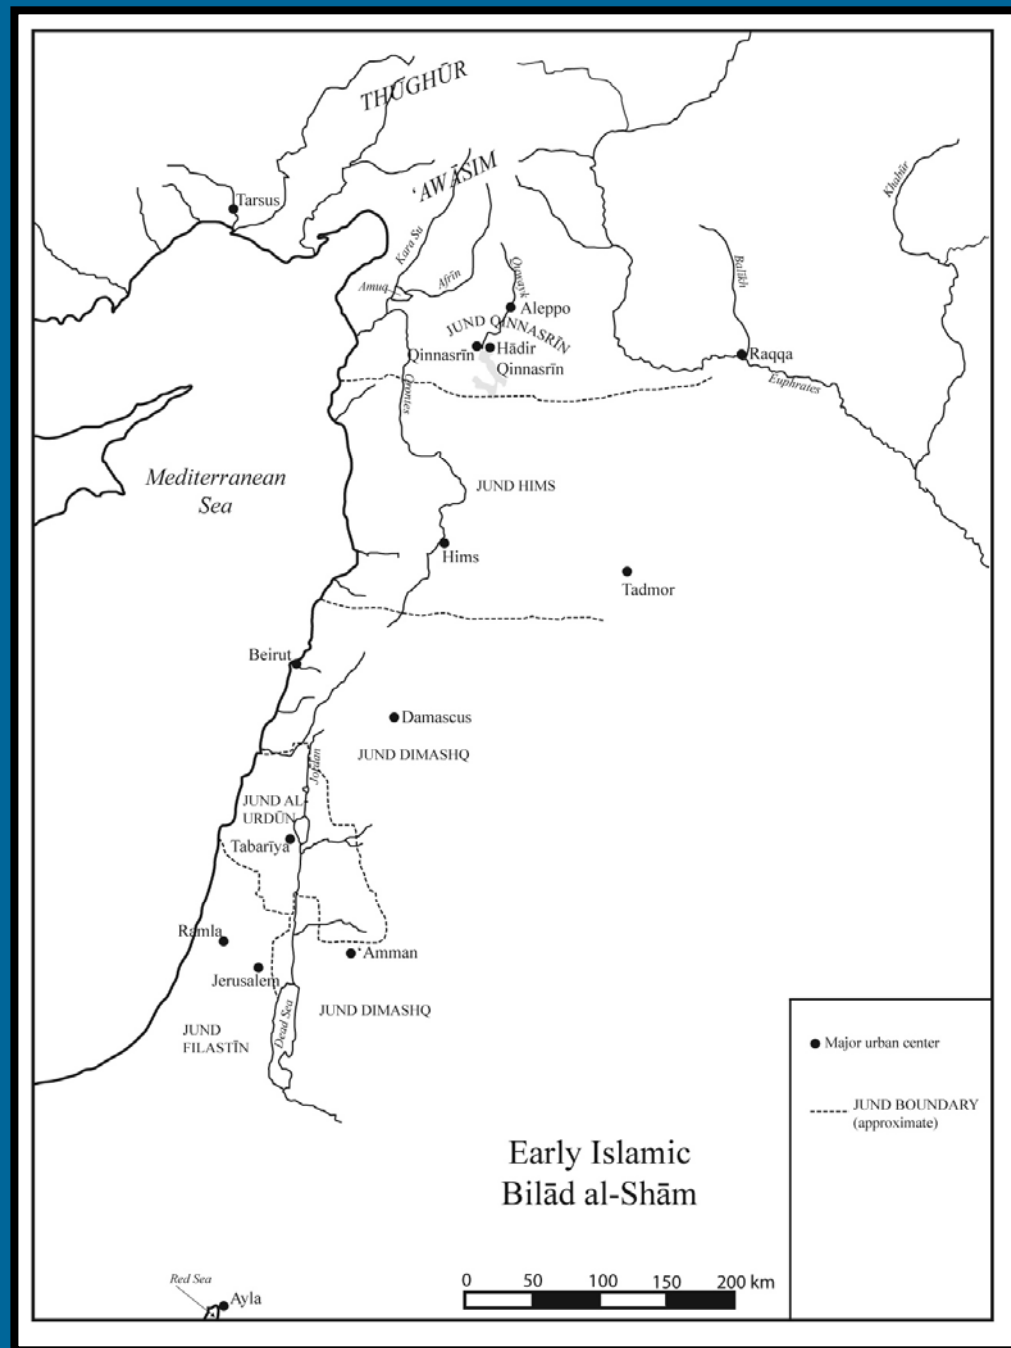 THUGHŪR
ʻAWĀSIM
Tarsus
Khabūr
Kara Su
Afrīn
Amuq
Quwayk
Balīkh
Aleppo
JUND QINNASRĪN
Qinnasrīn
Hādir
Qinnasrīn
Raqqa
Euphrates
Orontes
Mediterranean
Sea
JUND HIMS
Hims
Tadmor
Beirut
Damascus
JUND DIMASHQ
Jordan
JUND AL-
URDŪN
Tabarīya
Ramla
ʻAmman
Jerusalem
Dead Sea
JUND DIMASHQ
JUND
FILASTĪN
Major urban center
JUND BOUNDARY
(approximate)
Early Islamic
Bilād al-Shām
Red Sea
Ayla
0 50 100 150 200 km